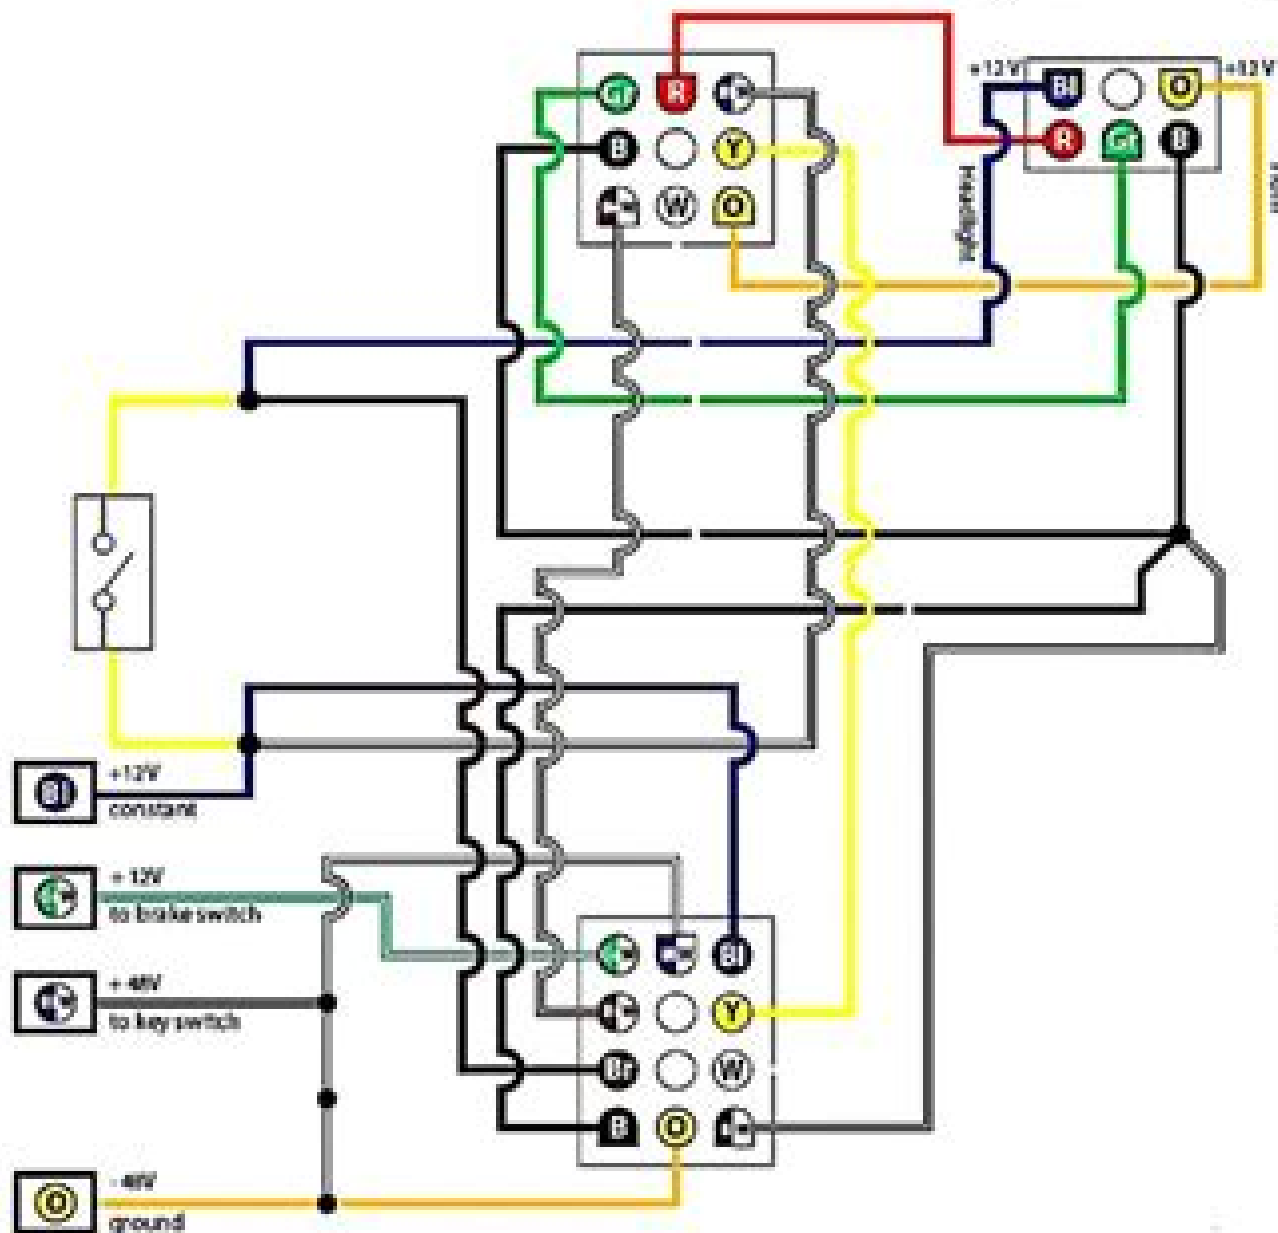 Gr R
B Y
W O
+12V Bl O +12V
R Gr B
Headlight
Bl +12V
constant
+ 12V
to brake switch
+ 48V
to key switch
O - 48V
ground
Bl
Y
Br W
B O